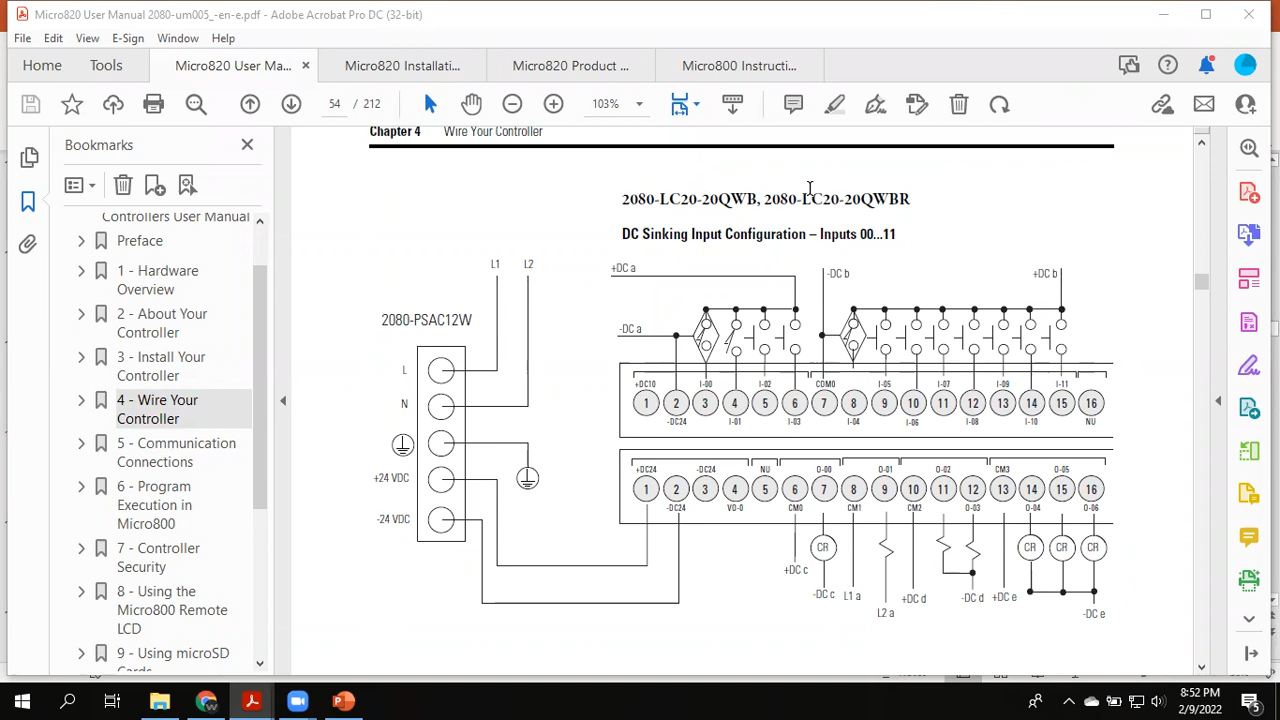 Micro820 User Manual 2080-um005_-en-e.pdf - Adobe Acrobat Pro DC (32-bit)
File Edit View E-Sign Window Help
Home Tools Micro820 User Ma... × Micro820 Installati... Micro820 Product ... Micro800 Instructi...
54 / 212 103%
Bookmarks
Controllers User Manual
Preface
1 - Hardware
Overview
2 - About Your
Controller
3 - Install Your
Controller
4 - Wire Your
Controller
5 - Communication
Connections
6 - Program
Execution in
Micro800
7 - Controller
Security
8 - Using the
Micro800 Remote
LCD
9 - Using microSD
Cards
Chapter 4 Wire Your Controller
2080-LC20-20QWB, 2080-LC20-20QWBR
DC Sinking Input Configuration – Inputs 00...11
L1 L2 +DC a -DC b +DC b
2080-PSAC12W
-DC a
L
N
+24 VDC
-24 VDC
+DC10 I-00 I-02 COM0 I-05 I-07 I-09 I-11
1 2 3 4 5 6 7 8 9 10 11 12 13 14 15 16
-DC24 I-01 I-03 I-04 I-06 I-08 I-10 NU
+DC24 -DC24 NU O-00 O-01 O-02 CM3 O-05
1 2 3 4 5 6 7 8 9 10 11 12 13 14 15 16
-DC24 VO-0 CM0 CM1 CM2 O-03 O-04 O-06
CR CR CR CR
+DC c -DC c L1 a L2 a +DC d -DC d +DC e -DC e
8:52 PM
2/9/2022
5